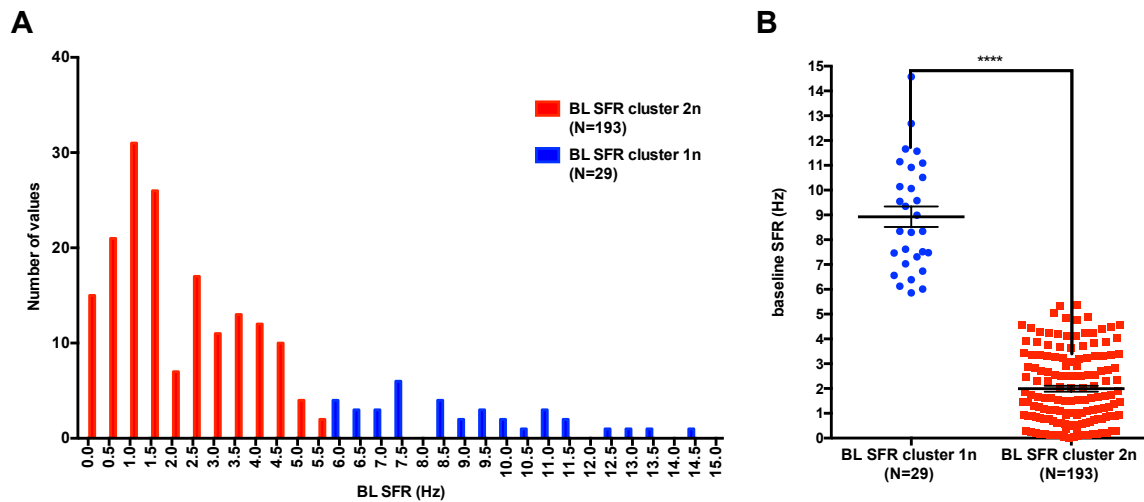 A
40
30
20
10
0
Number of values
BL SFR cluster 2n
(N=193)
BL SFR cluster 1n
(N=29)
0.0 0.5 1.0 1.5 2.0 2.5 3.0 3.5 4.0 4.5 5.0 5.5 6.0 6.5 7.0 7.5 8.0 8.5 9.0 9.5 10.0 10.5 11.0 11.5 12.0 12.5 13.0 13.5 14.0 14.5 15.0
BL SFR (Hz)
B
****
15
14
13
12
11
10
9
8
7
6
5
4
3
2
1
0
baseline SFR (Hz)
BL SFR cluster 1n
(N=29)
BL SFR cluster 2n
(N=193)